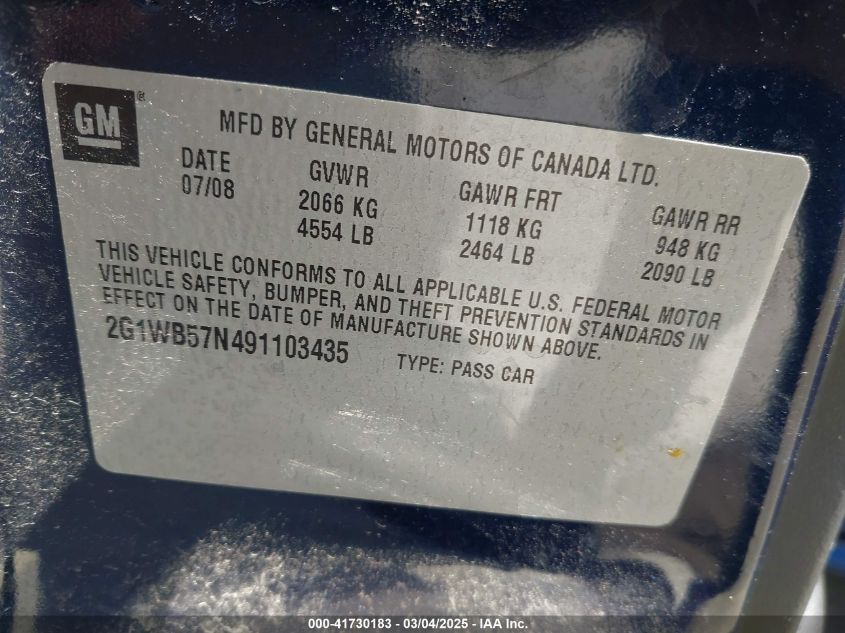 GM®
MFD BY GENERAL MOTORS OF CANADA LTD.
DATE GVWR GAWR FRT GAWR RR
07/08 2066 KG 1118 KG 948 KG
4554 LB 2464 LB 2090 LB
THIS VEHICLE CONFORMS TO ALL APPLICABLE U.S. FEDERAL MOTOR
VEHICLE SAFETY, BUMPER, AND THEFT PREVENTION STANDARDS IN
EFFECT ON THE DATE OF MANUFACTURE SHOWN ABOVE.
2G1WB57N491103435 TYPE: PASS CAR
000-41730183 - 03/04/2025 - IAA Inc.